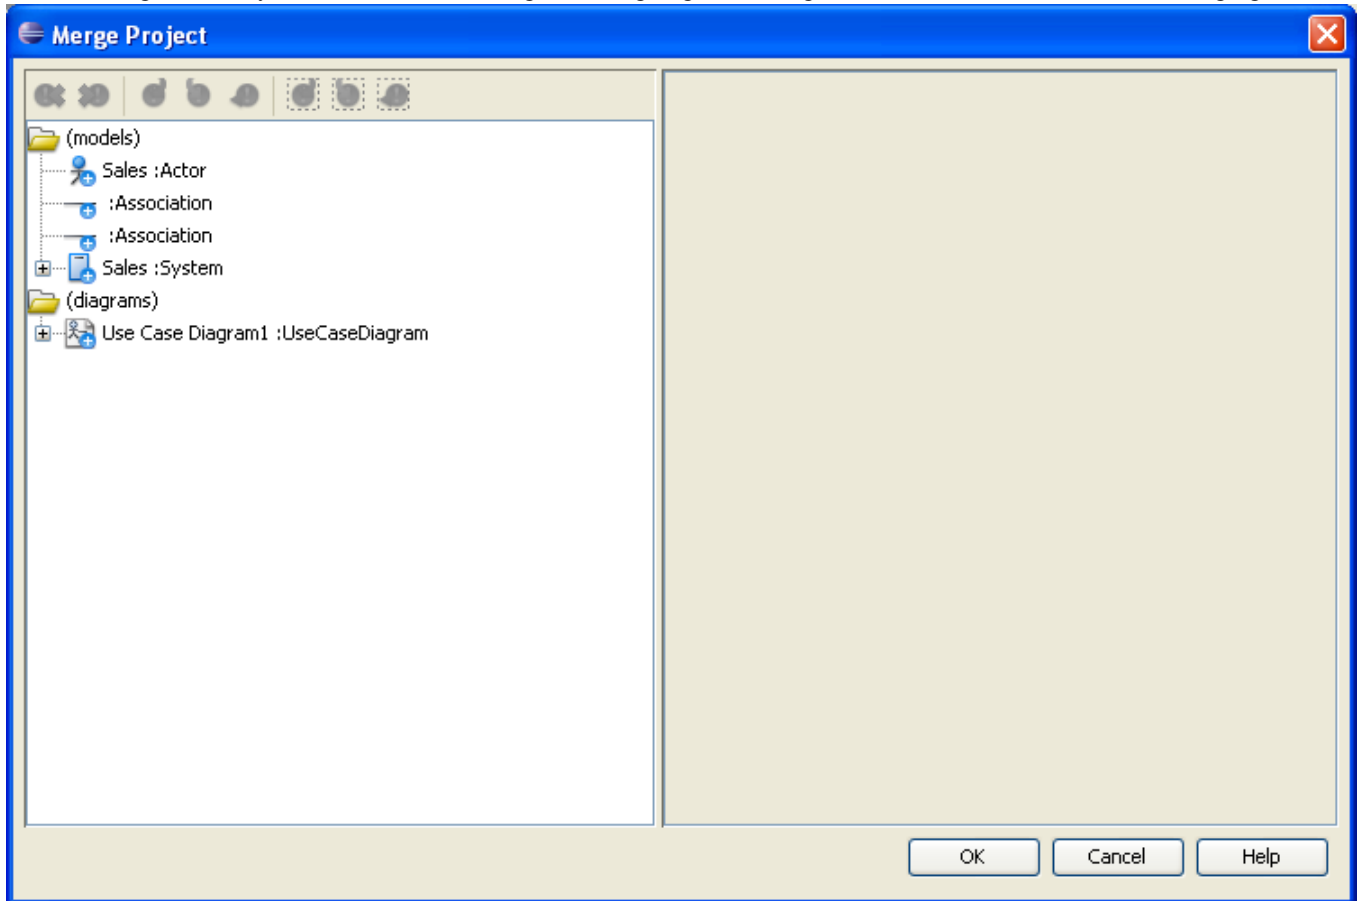 Merge Project
(models)
Sales :Actor
:Association
:Association
Sales :System
(diagrams)
Use Case Diagram1 :UseCaseDiagram
OK Cancel Help